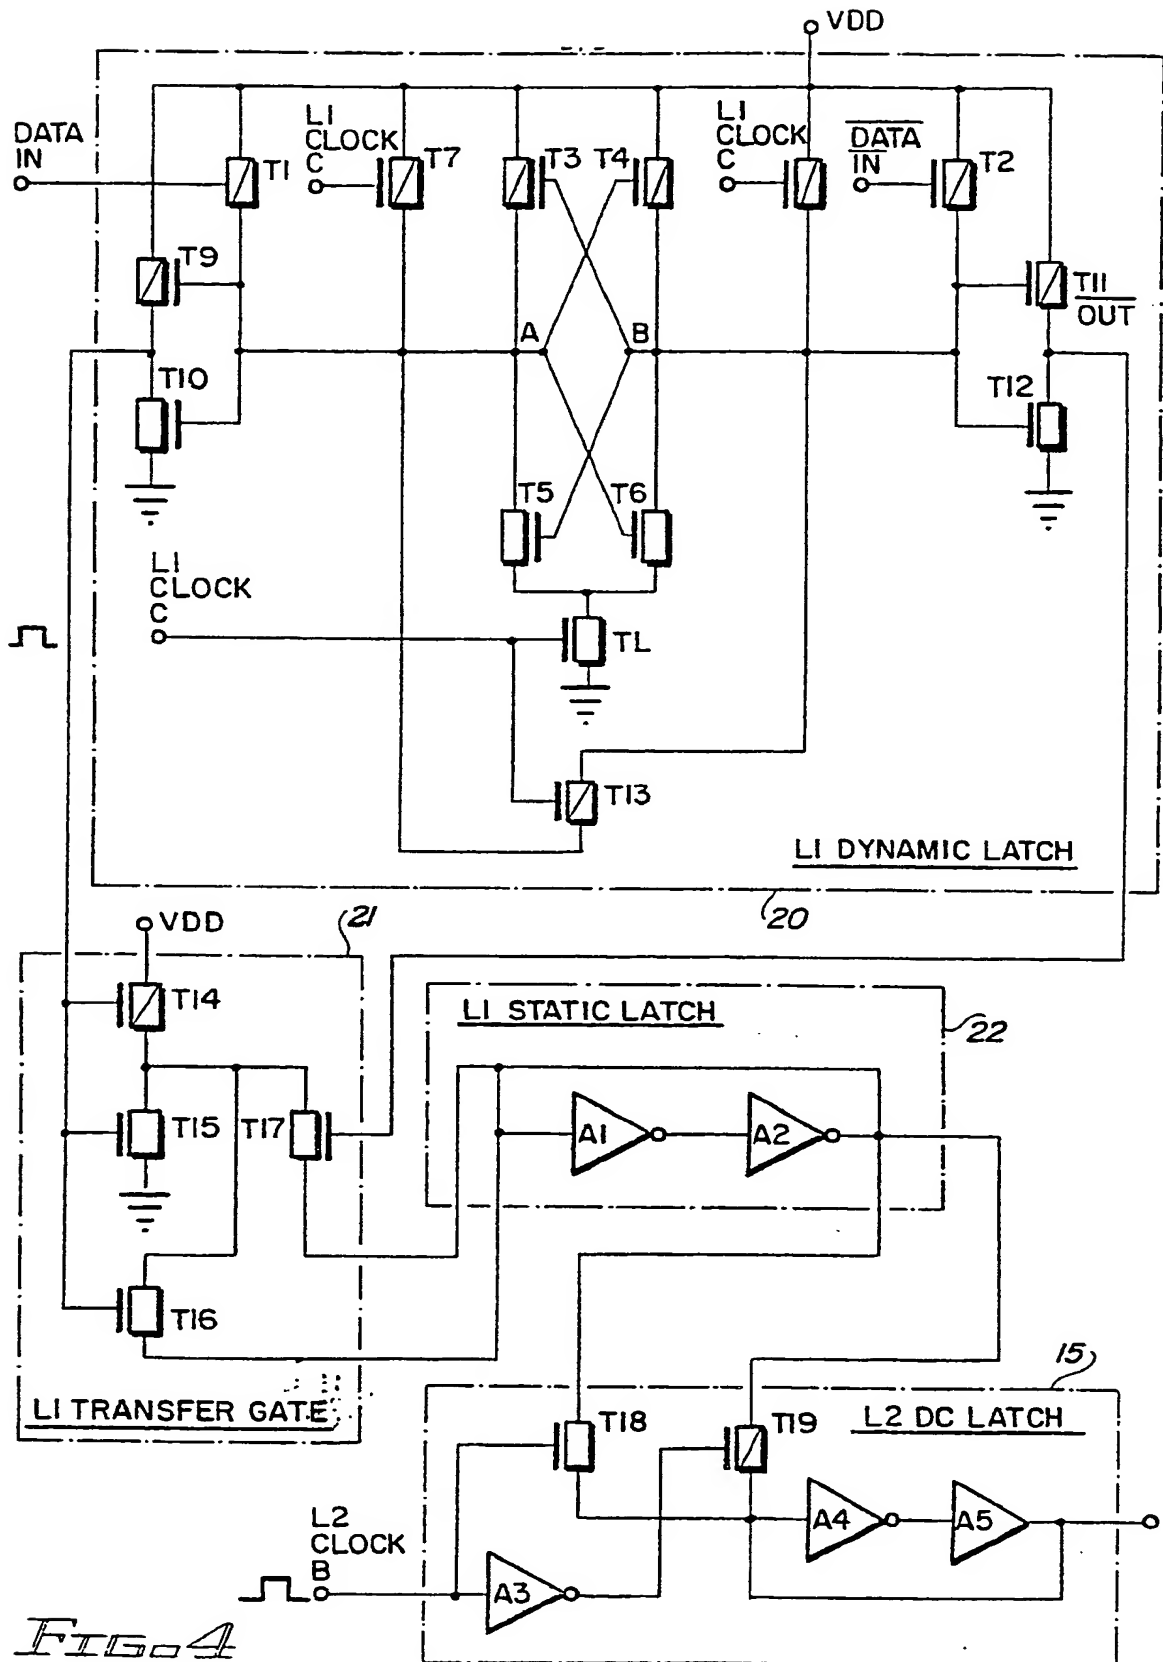 VDD
DATA
IN
T1
L1
CLOCK
C
T7
T3
T4
L1
CLOCK
C
DATA
IN
T2
T9
T11
OUT
A
B
T10
T12
T5
T6
L1
CLOCK
C
TL
T13
L1 DYNAMIC LATCH
20
VDD
21
T14
L1 STATIC LATCH
22
T15
T17
A1
A2
T16
L1 TRANSFER GATE
15
T18
T19
L2 DC LATCH
L2
CLOCK
B
A3
A4
A5
FIG. 4